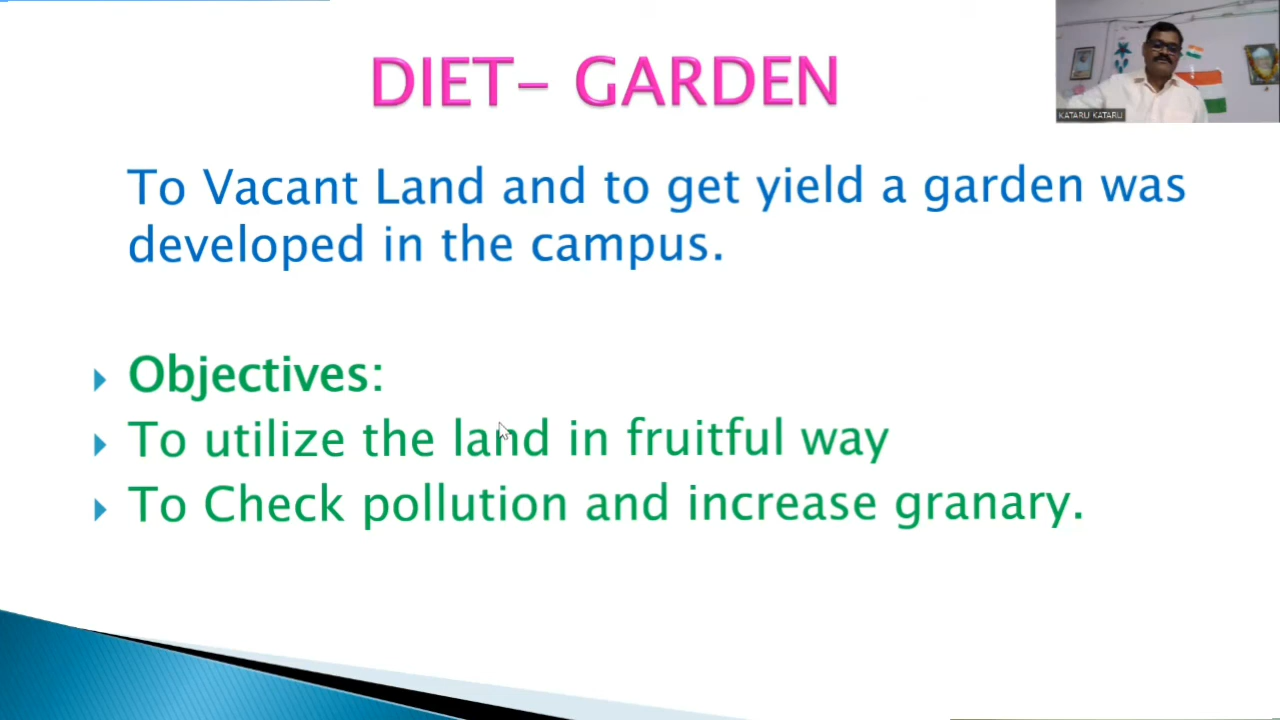 DIET- GARDEN
KATARU KATARU
To Vacant Land and to get yield a garden was
developed in the campus.
Objectives:
To utilize the land in fruitful way
To Check pollution and increase granary.